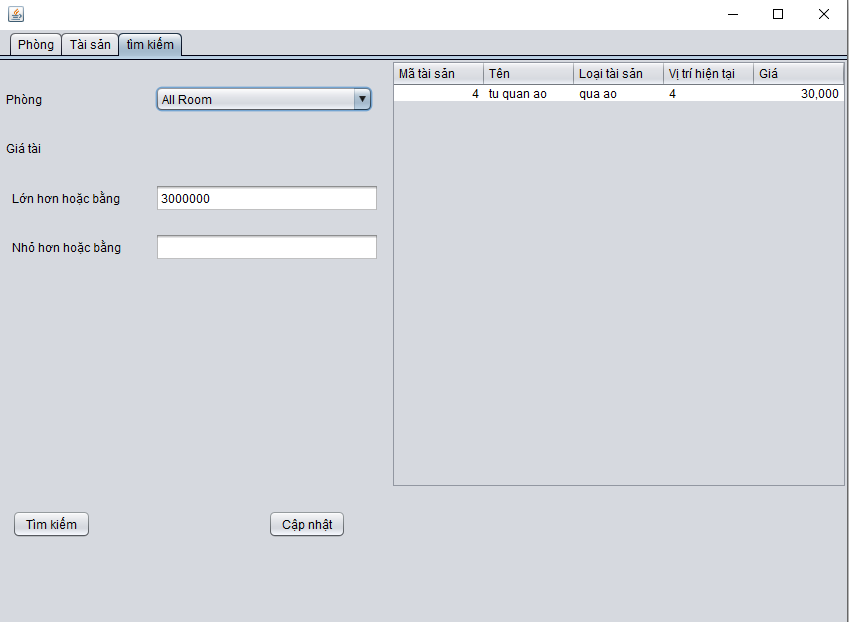 Phòng Tài sản tìm kiếm
Phòng
All Room
Giá tài
Lớn hơn hoặc bằng
3000000
Nhỏ hơn hoặc bằng
Mã tài sản Tên Loại tài sản Vị trí hiện tại Giá
4 tu quan ao qua ao 4 30,000
Tìm kiếm
Cập nhật